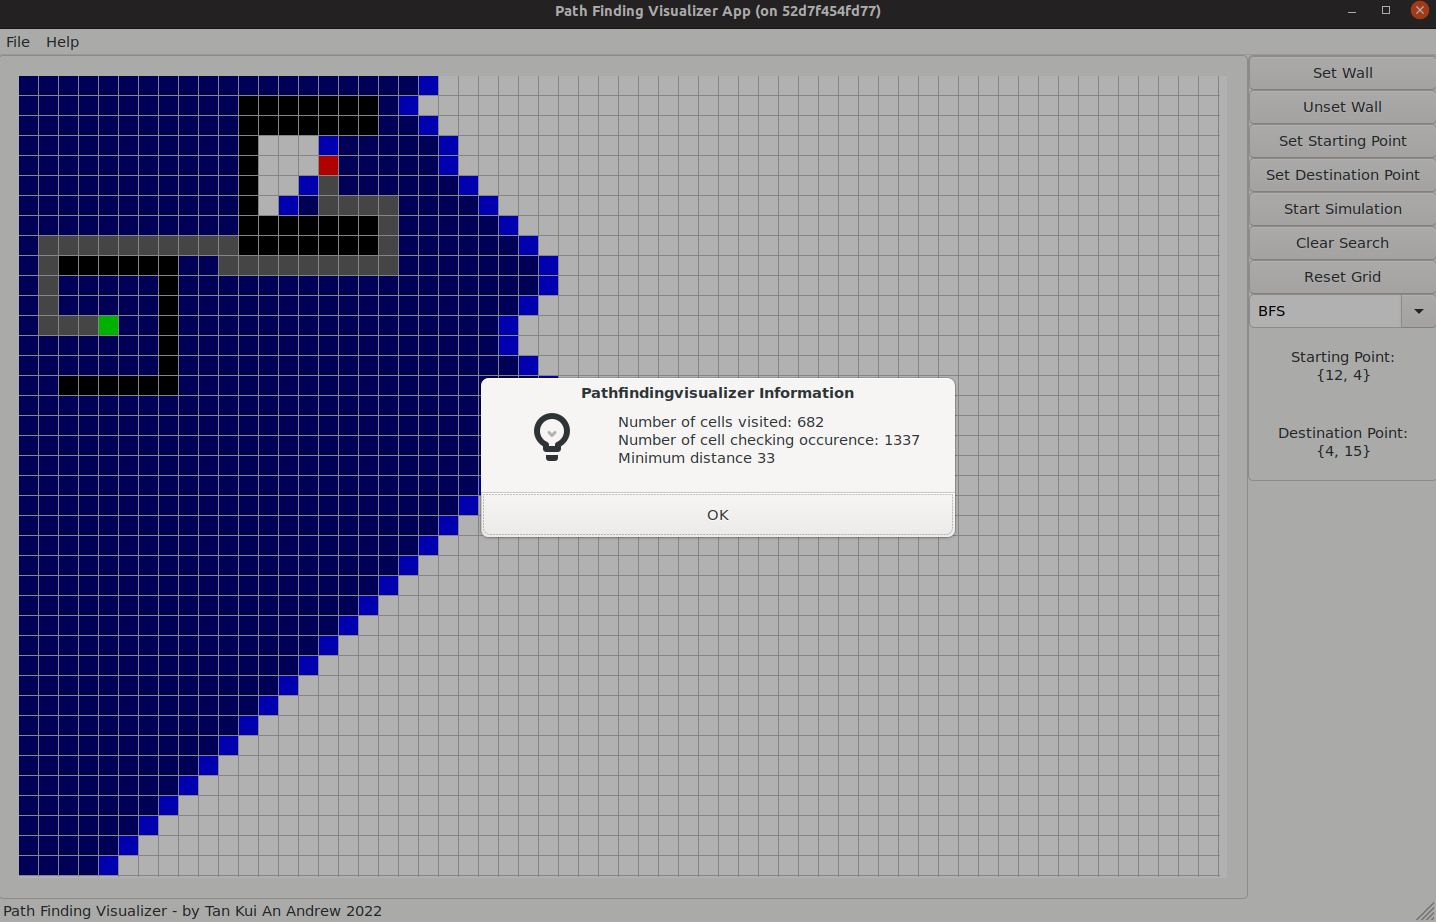 Path Finding Visualizer App (on 52d7f454fd77)
File Help
Set Wall
Unset Wall
Set Starting Point
Set Destination Point
Start Simulation
Clear Search
Reset Grid
BFS
Starting Point:
{12, 4}
Destination Point:
{4, 15}
Pathfindingvisualizer Information
Number of cells visited: 682
Number of cell checking occurence: 1337
Minimum distance 33
OK
Path Finding Visualizer - by Tan Kui An Andrew 2022